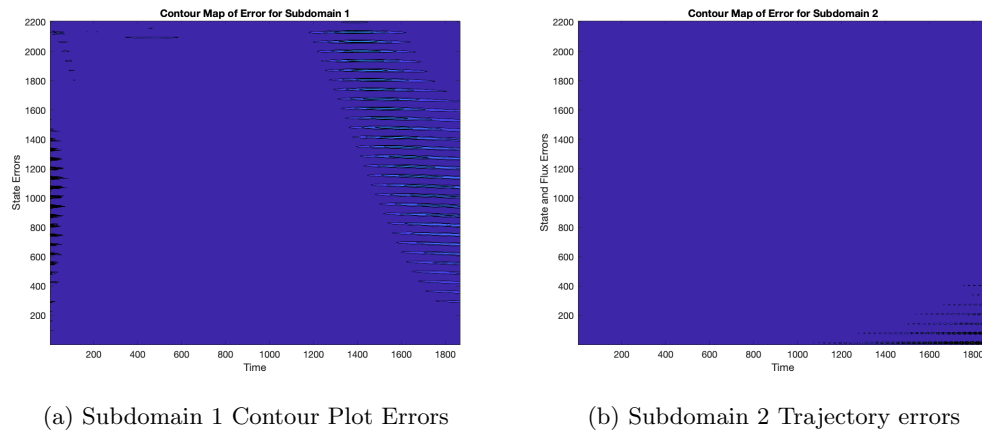 Contour Map of Error for Subdomain 1
2200
2000
1800
1600
1400
1200
1000
800
600
400
200
State Errors
200 400 600 800 1000 1200 1400 1600 1800
Time
(a) Subdomain 1 Contour Plot Errors
Contour Map of Error for Subdomain 2
2200
2000
1800
1600
1400
1200
1000
800
600
400
200
State and Flux Errors
200 400 600 800 1000 1200 1400 1600 1800
Time
(b) Subdomain 2 Trajectory errors